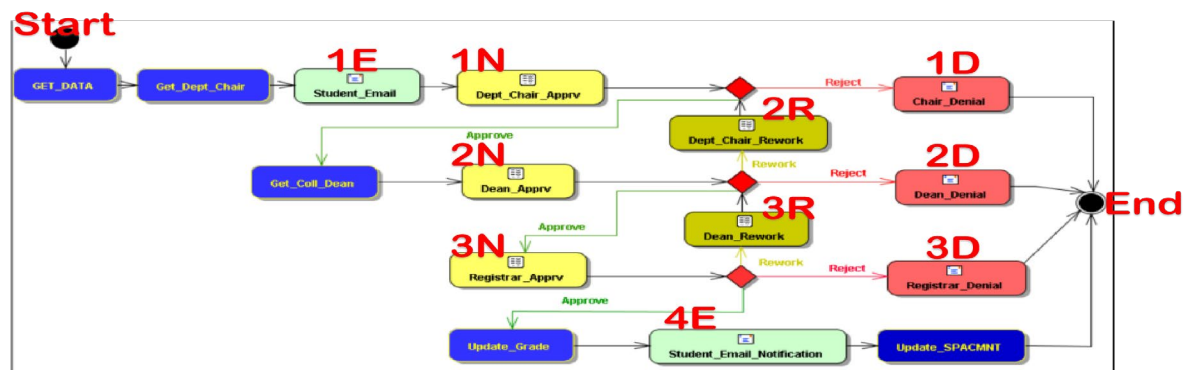 Start
1E
1N
1D
GET_DATA
Get_Dept_Chair
Student_Email
Dept_Chair_Apprv
Reject
Chair_Denial
2R
Approve
Dept_Chair_Rework
2N
Rework
2D
Get_Coll_Dean
Dean_Apprv
Reject
Dean_Denial
End
3R
Approve
Dean_Rework
3N
Rework
3D
Registrar_Apprv
Reject
Registrar_Denial
Approve
4E
Update_Grade
Student_Email_Notification
Update_SPACMNT